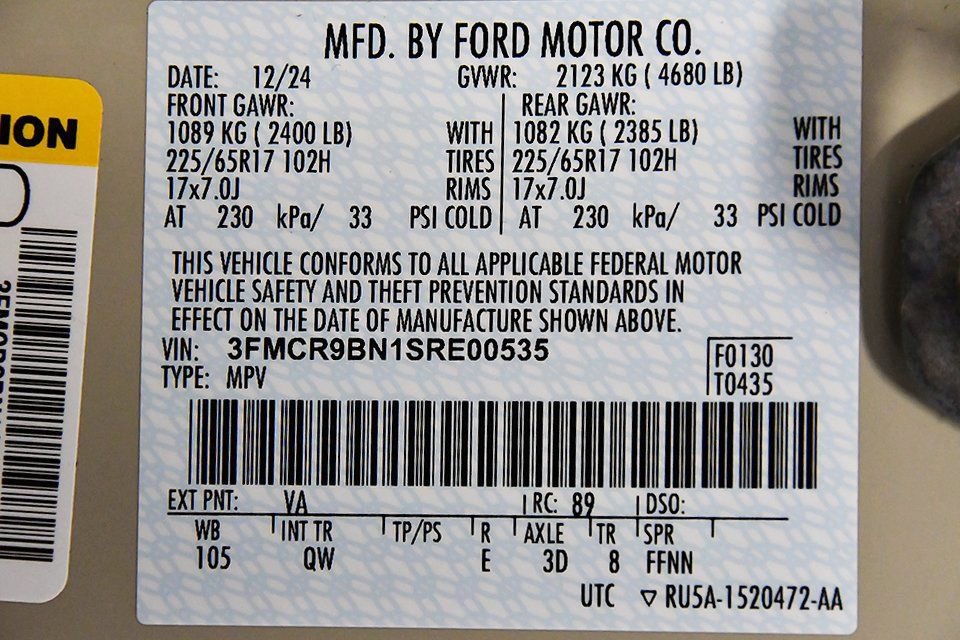 MFD. BY FORD MOTOR CO.
DATE: 12/24 GVWR: 2123 KG ( 4680 LB)
FRONT GAWR: REAR GAWR:
1089 KG ( 2400 LB) WITH 1082 KG ( 2385 LB) WITH
225/65R17 102H TIRES 225/65R17 102H TIRES
17x7.0J RIMS 17x7.0J RIMS
AT 230 kPa/ 33 PSI COLD AT 230 kPa/ 33 PSI COLD
THIS VEHICLE CONFORMS TO ALL APPLICABLE FEDERAL MOTOR
VEHICLE SAFETY AND THEFT PREVENTION STANDARDS IN
EFFECT ON THE DATE OF MANUFACTURE SHOWN ABOVE.
VIN: 3FMCR9BN1SRE00535
F0130
TYPE: MPV T0435
EXT PNT: VA RC: 89 DSO:
WB INT TR TP/PS R AXLE TR SPR
105 QW E 3D 8 FFNN
UTC ▽ RU5A-1520472-AA
ION